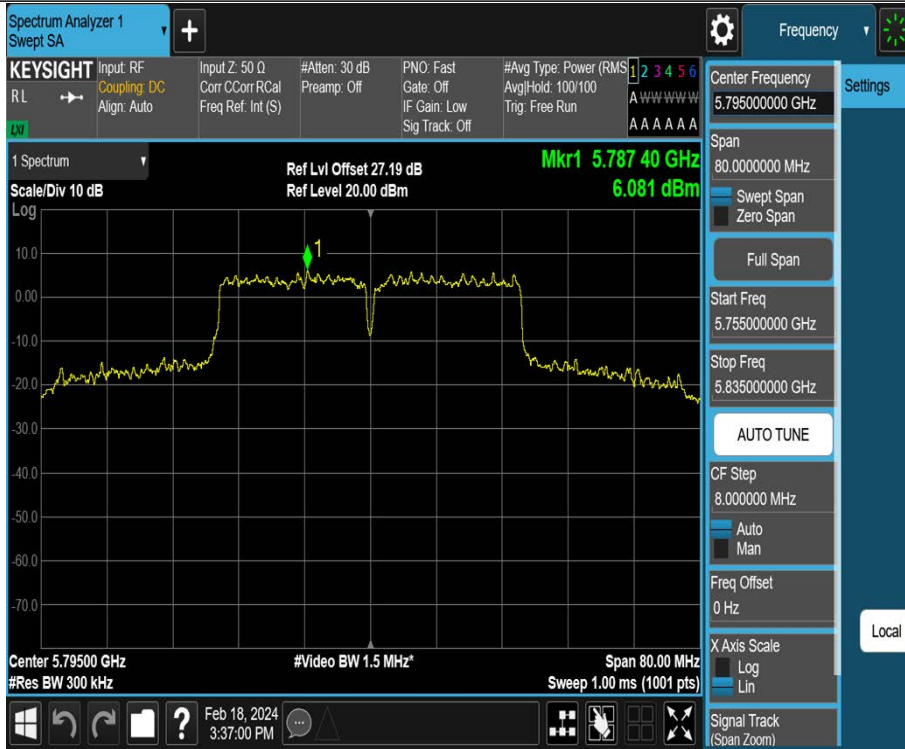 Spectrum Analyzer 1
Swept SA
+
Frequency
KEYSIGHT
R L
LXI
Input: RF
Coupling: DC
Align: Auto
Input Z: 50 Ω
Corr CCorr RCal
Freq Ref: Int (S)
#Atten: 30 dB
Preamp: Off
PNO: Fast
Gate: Off
IF Gain: Low
Sig Track: Off
#Avg Type: Power (RMS
Avg|Hold: 100/100
Trig: Free Run
1 2 3 4 5 6
A W W W W W
A A A A A A
Center Frequency
5.795000000 GHz
Settings
Span
80.0000000 MHz
Swept Span
Zero Span
Full Span
Start Freq
5.755000000 GHz
Stop Freq
5.835000000 GHz
AUTO TUNE
CF Step
8.000000 MHz
Auto
Man
Freq Offset
0 Hz
X Axis Scale
Log
Lin
Signal Track
(Span Zoom)
Local
1 Spectrum
Scale/Div 10 dB
Ref Lvl Offset 27.19 dB
Ref Level 20.00 dBm
Mkr1 5.787 40 GHz
6.081 dBm
Log
1
10.0
0.00
-10.0
-20.0
-30.0
-40.0
-50.0
-60.0
-70.0
Center 5.79500 GHz
#Video BW 1.5 MHz*
Span 80.00 MHz
#Res BW 300 kHz
Sweep 1.00 ms (1001 pts)
?
Feb 18, 2024
3:37:00 PM